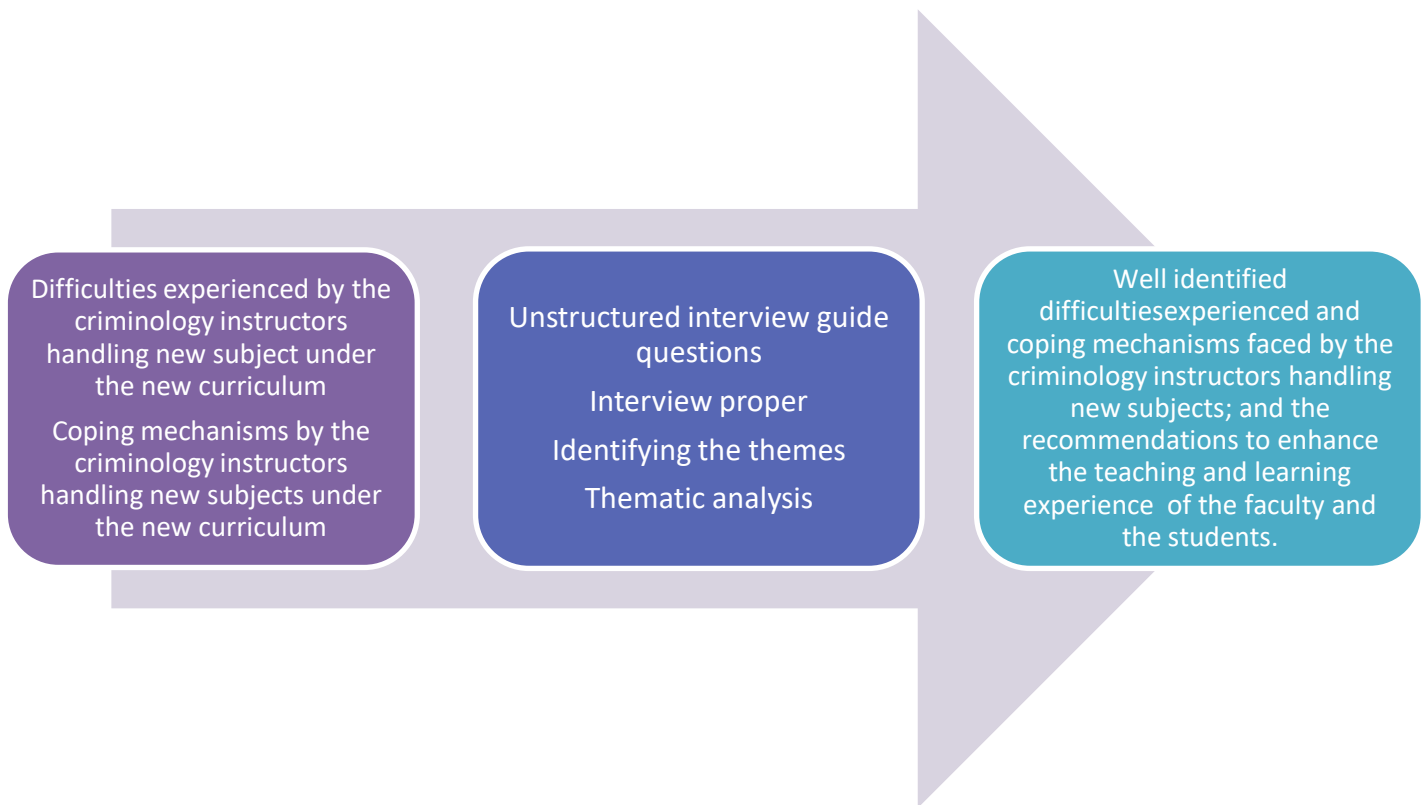 Difficulties experienced by the
criminology instructors
handling new subject under
the new curriculum
Coping mechanisms by the
criminology instructors
handling new subjects under
the new curriculum
Unstructured interview guide
questions
Interview proper
Identifying the themes
Thematic analysis
Well identified
difficultiesexperienced and
coping mechanisms faced by the
criminology instructors handling
new subjects; and the
recommendations to enhance
the teaching and learning
experience of the faculty and
the students.